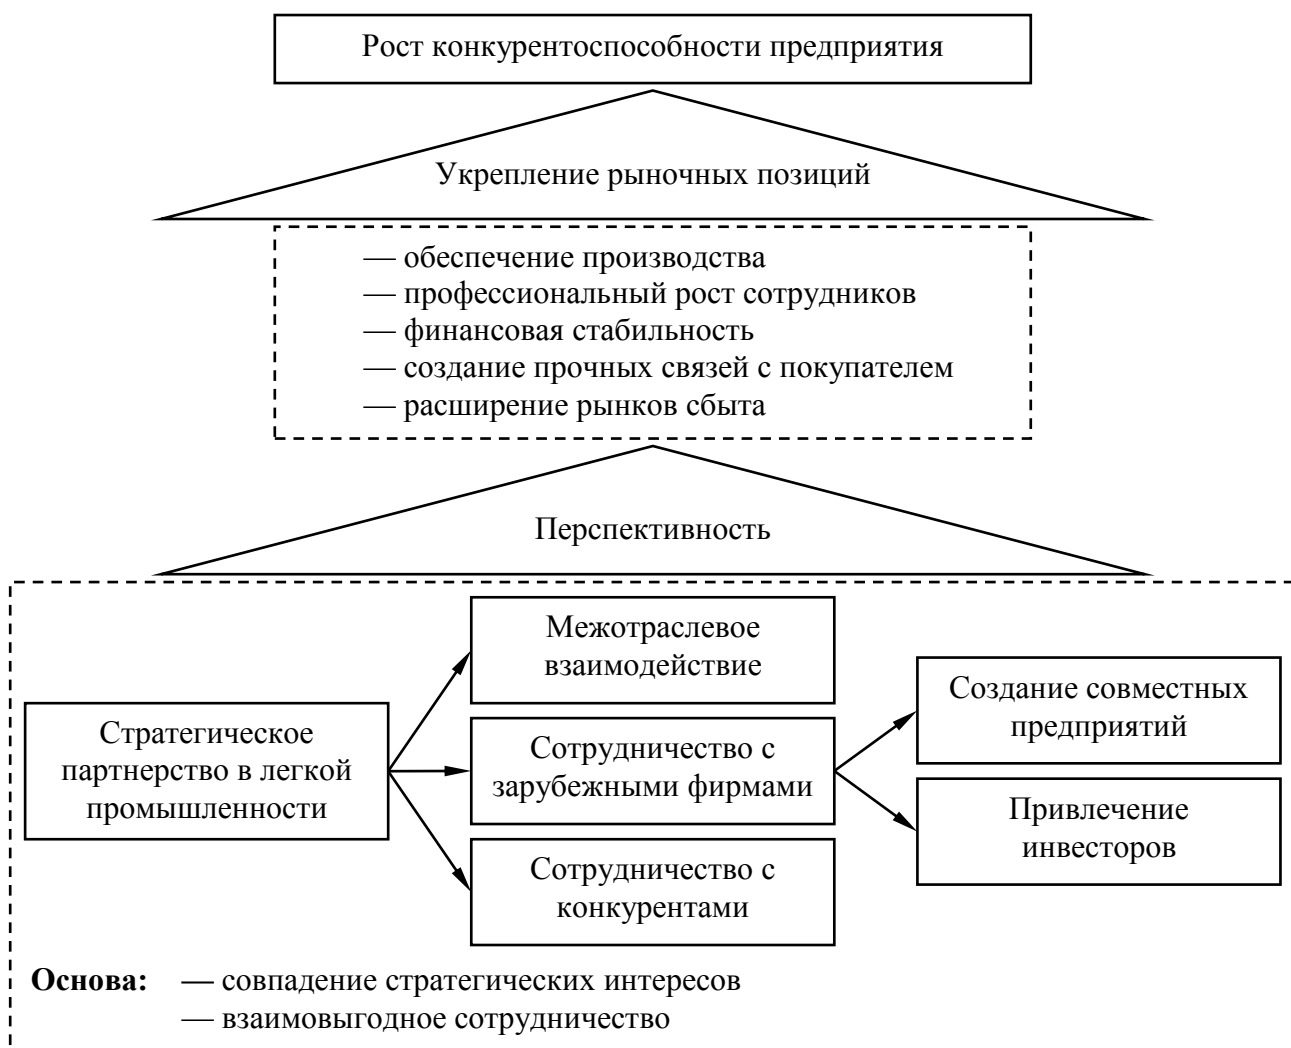 Рост конкурентоспособности предприятия
Укрепление рыночных позиций
— обеспечение производства
— профессиональный рост сотрудников
— финансовая стабильность
— создание прочных связей с покупателем
— расширение рынков сбыта
Перспективность
Стратегическое
партнерство в легкой
промышленности
Межотраслевое
взаимодействие
Сотрудничество с
зарубежными фирмами
Сотрудничество с
конкурентами
Создание совместных
предприятий
Привлечение
инвесторов
Основа: — совпадение стратегических интересов
— взаимовыгодное сотрудничество